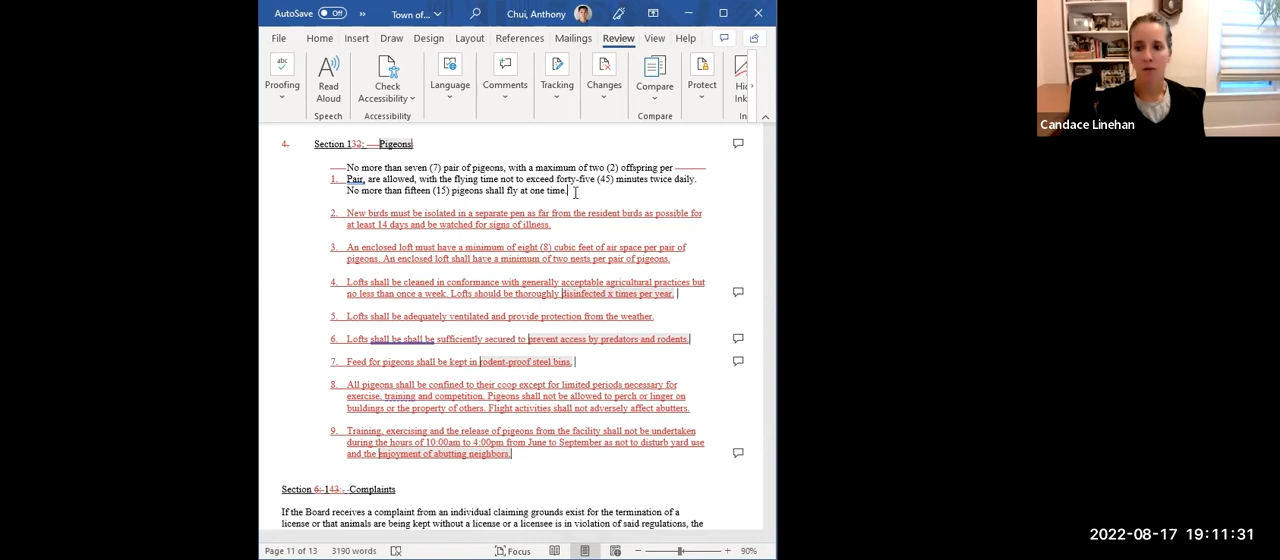 AutoSave Off Town of... Chui, Anthony
File Home Insert Draw Design Layout References Mailings Review View Help
Proofing Read Aloud Check Accessibility Language Comments Tracking Changes Compare Protect Hide Ink
Speech Accessibility Compare In
4. Section 132: Pigeons
No more than seven (7) pair of pigeons, with a maximum of two (2) offspring per
1. Pair, are allowed, with the flying time not to exceed forty-five (45) minutes twice daily.
No more than fifteen (15) pigeons shall fly at one time.
2. New birds must be isolated in a separate pen as far from the resident birds as possible for
at least 14 days and be watched for signs of illness.
3. An enclosed loft must have a minimum of eight (8) cubic feet of air space per pair of
pigeons. An enclosed loft shall have a minimum of two nests per pair of pigeons.
4. Lofts shall be cleaned in conformance with generally acceptable agricultural practices but
no less than once a week. Lofts should be thoroughly disinfected x times per year.
5. Lofts shall be adequately ventilated and provide protection from the weather.
6. Lofts shall be shall be sufficiently secured to prevent access by predators and rodents.
7. Feed for pigeons shall be kept in rodent-proof steel bins.
8. All pigeons shall be confined to their coop except for limited periods necessary for
exercise, training and competition. Pigeons shall not be allowed to perch or linger on
buildings or the property of others. Flight activities shall not adversely affect abutters.
9. Training, exercising and the release of pigeons from the facility shall not be undertaken
during the hours of 10:00am to 4:00pm from June to September as not to disturb yard use
and the enjoyment of abutting neighbors.
Section 6: 143: Complaints
If the Board receives a complaint from an individual claiming grounds exist for the termination of a
license or that animals are being kept without a license or a licensee is in violation of said regulations, the
Page 11 of 13 3190 words Focus 90%
Candace Linehan
2022-08-17 19:11:31